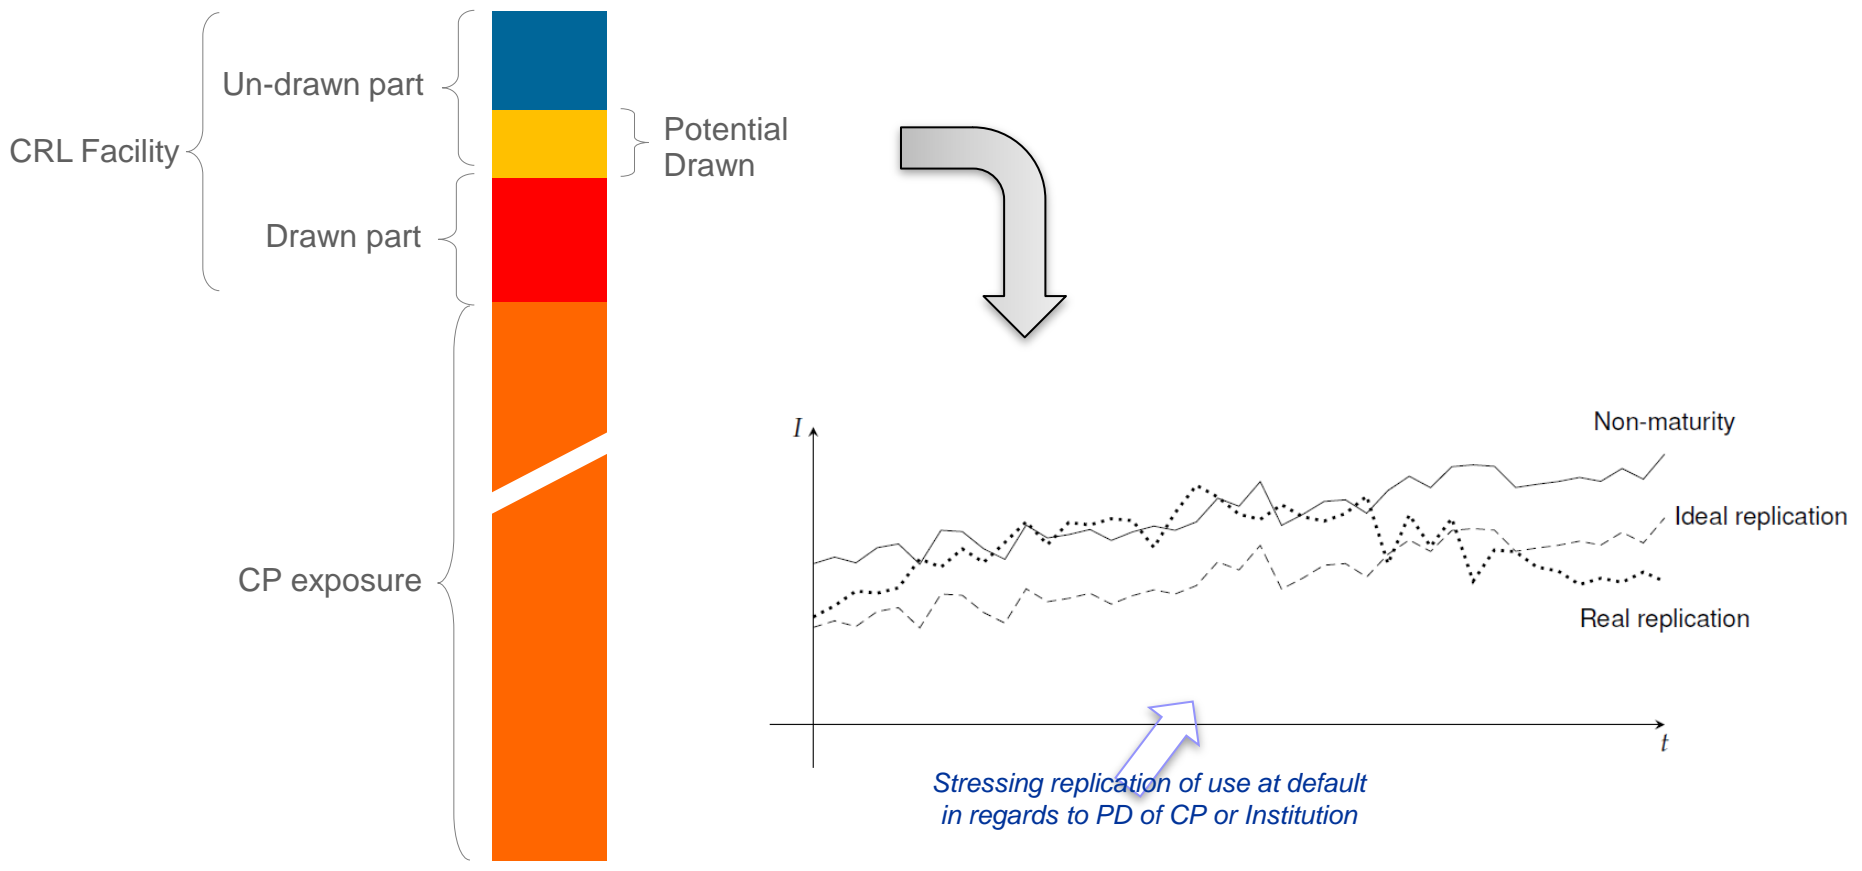 Un-drawn part
Potential
Drawn
CRL Facility
Drawn part
CP exposure
I
Non-maturity
Ideal replication
Real replication
t
Stressing replication of use at default
in regards to PD of CP or Institution